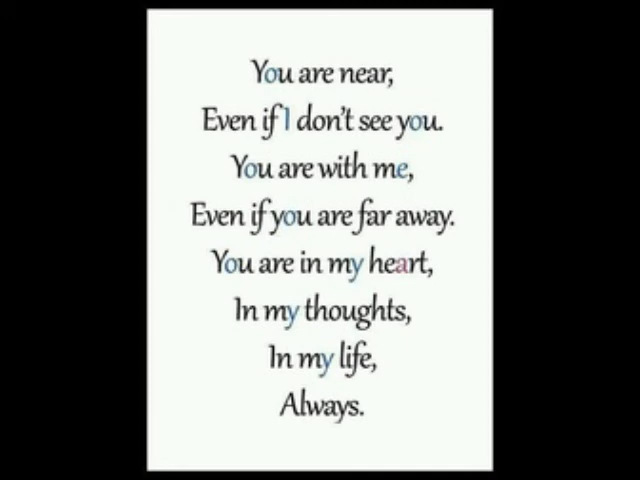 You are near,
Even if I don't see you.
You are with me,
Even if you are far away.
You are in my heart,
In my thoughts,
In my life,
Always.